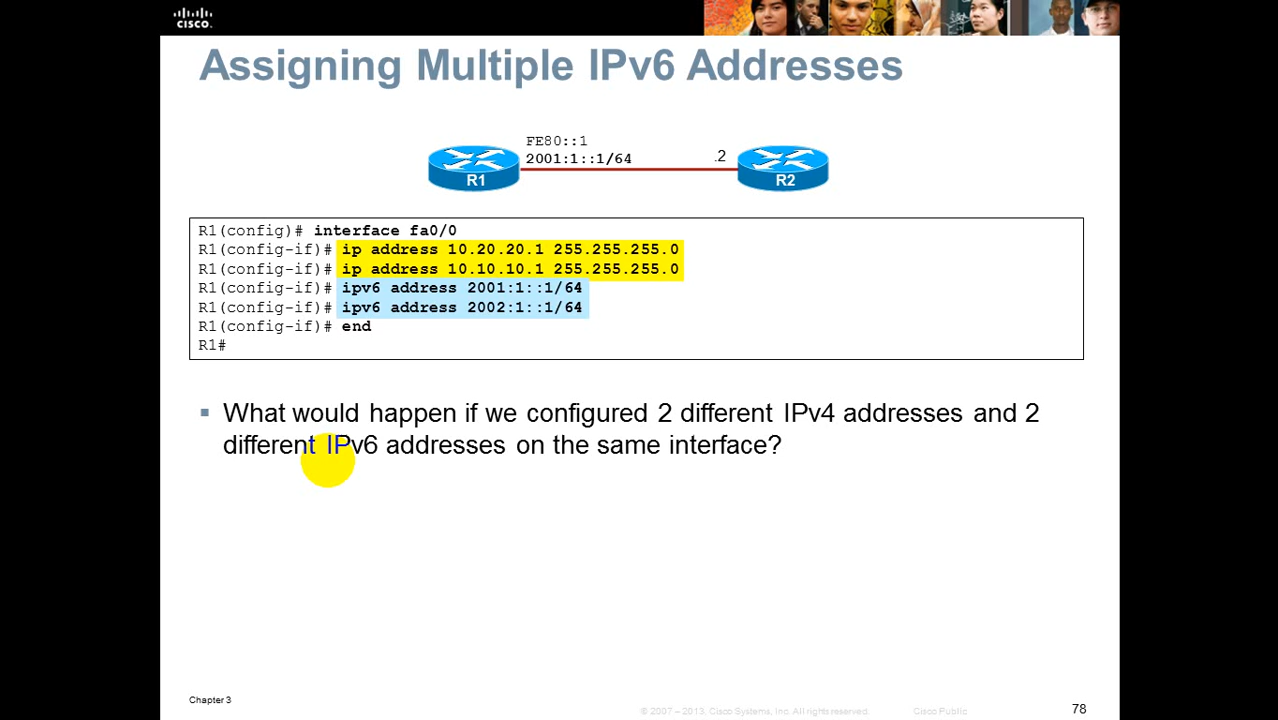 CISCO.
Assigning Multiple IPv6 Addresses
FE80::1
2001:1::1/64
.2
R1
R2
R1(config)# interface fa0/0
R1(config-if)# ip address 10.20.20.1 255.255.255.0
R1(config-if)# ip address 10.10.10.1 255.255.255.0
R1(config-if)# ipv6 address 2001:1::1/64
R1(config-if)# ipv6 address 2002:1::1/64
R1(config-if)# end
R1#
▪ What would happen if we configured 2 different IPv4 addresses and 2
different IPv6 addresses on the same interface?
Chapter 3
© 2007 – 2013, Cisco Systems, Inc. All rights reserved.
Cisco Public
78